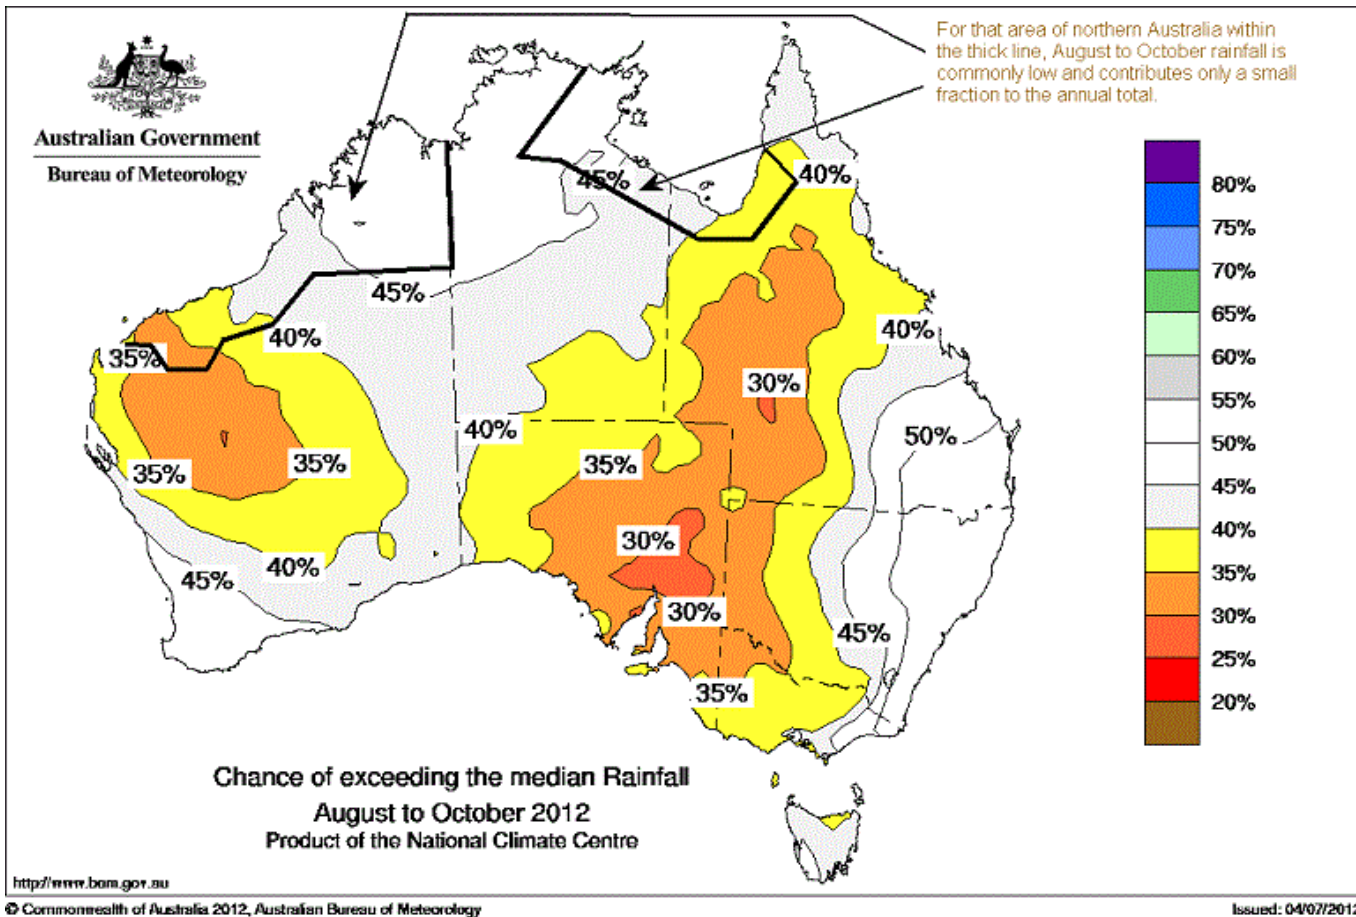 Australian Government
Bureau of Meteorology
For that area of northern Australia within
the thick line, August to October rainfall is
commonly low and contributes only a small
fraction to the annual total.
45%
40%
45%
40%
35%
40%
30%
40%
50%
35%
35%
35%
30%
40%
45%
30%
45%
35%
80%
75%
70%
65%
60%
55%
50%
45%
40%
35%
30%
25%
20%
Chance of exceeding the median Rainfall
August to October 2012
Product of the National Climate Centre
http://www.bom.gov.au
© Commonwealth of Australia 2012, Australian Bureau of Meteorology
Issued: 04/07/2012